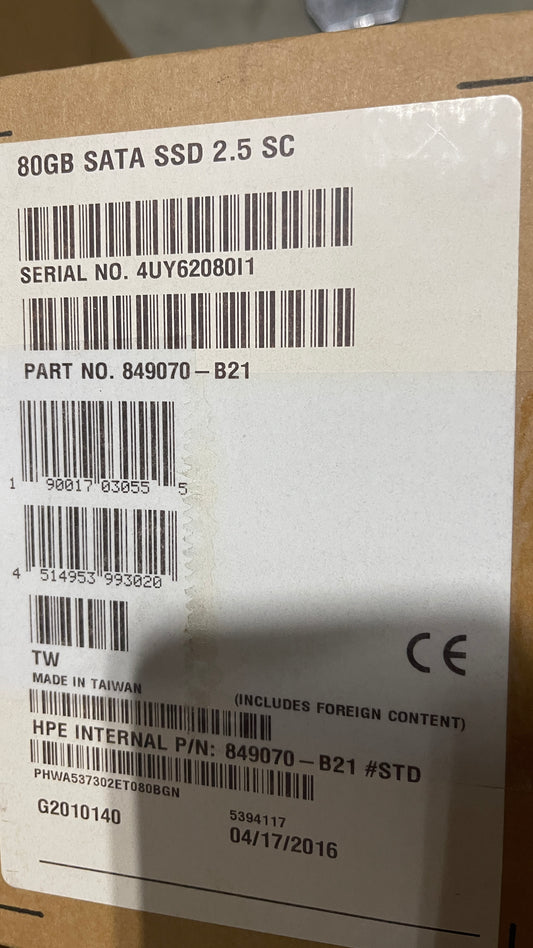 80GB SATA SSD 2.5 SC
SERIAL NO. 4UY62080I1
PART NO. 849070-B21
1 90017 03055 5
4 514953 993020
TW
MADE IN TAIWAN
(INCLUDES FOREIGN CONTENT)
CE
HPE INTERNAL P/N: 849070-B21 #STD
PHWA537302ET080BGN
G2010140
5394117
04/17/2016